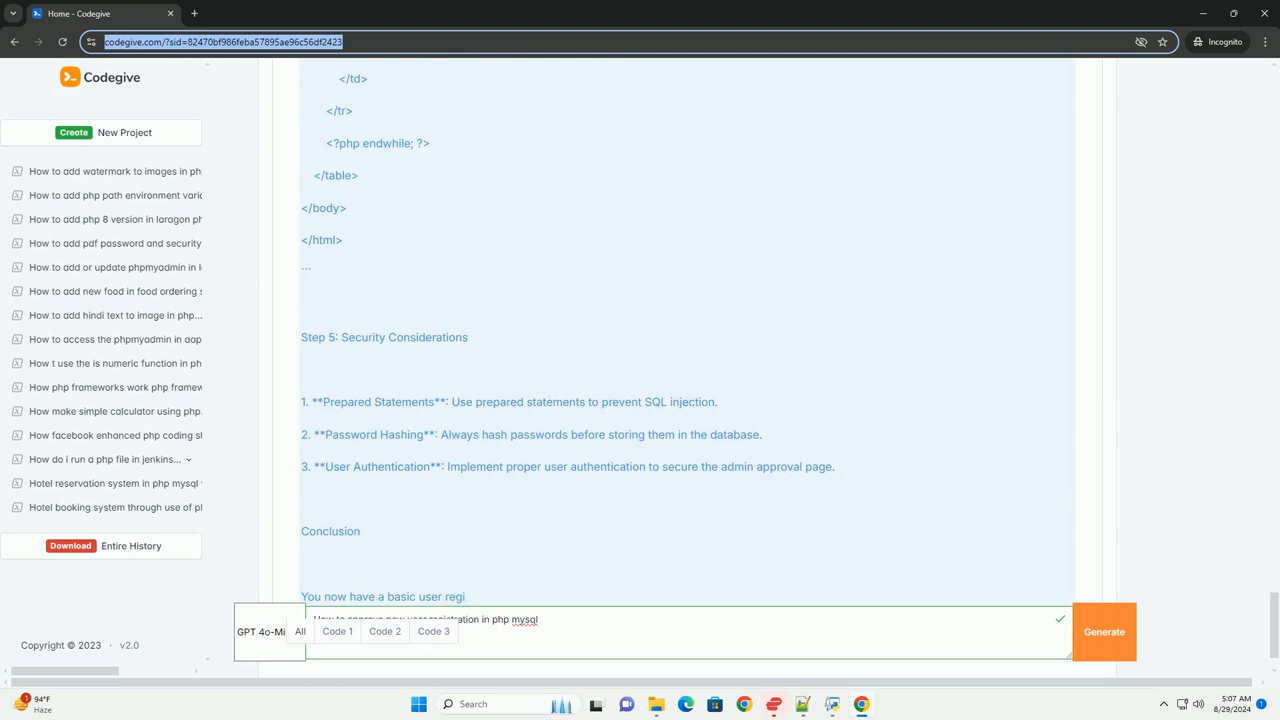 Home - Codegive
codegive.com/?sid=82470bf986feba57895ae96c56df2423
Incognito
Codegive
Create New Project
How to add watermark to images in ph
How to add php path environment varia
How to add php 8 version in laragon ph
How to add pdf password and security
How to add or update phpmyadmin in l
How to add new food in food ordering s
How to add hindi text to image in php...
How to access the phpmyadmin in aap
How t use the is numeric function in ph
How php frameworks work php framew
How make simple calculator using php.
How facebook enhanced php coding sk
How do i run a php file in jenkins...
Hotel reservation system in php mysql
Hotel booking system through use of pl
Download Entire History
Copyright © 2023 · v2.0
</td>
</tr>
<?php endwhile; ?>
</table>
</body>
</html>
```
Step 5: Security Considerations
1. **Prepared Statements**: Use prepared statements to prevent SQL injection.
2. **Password Hashing**: Always hash passwords before storing them in the database.
3. **User Authentication**: Implement proper user authentication to secure the admin approval page.
Conclusion
You now have a basic user regi
How to approve new user registration in php mysql
GPT 4o-Mi
All Code 1 Code 2 Code 3
Generate
1
94°F
Haze
Search
5:07 AM
8/29/2024